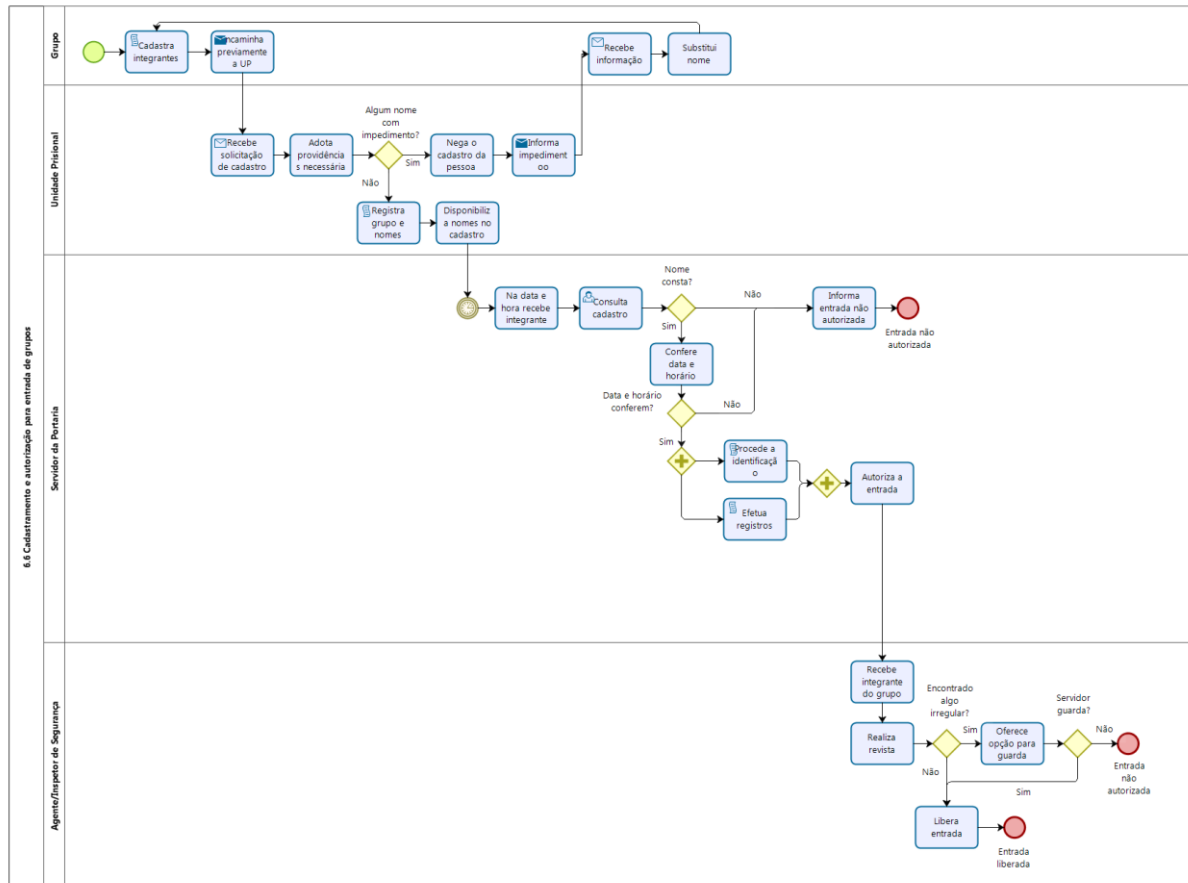 6.6 Cadastramento e autorização para entrada de grupos
Grupo
Cadastra
integrantes
ncaminha
previamente
a UP
Recebe
informação
Substitui
nome
Unidade Prisional
Recebe
solicitação
de cadastro
Adota
providência
s necessária
Algum nome
com
impedimento?
Sim
Não
Nega o
cadastro da
pessoa
Informa
impediment
oo
Registra
grupo e
nomes
Disponibiliz
a nomes no
cadastro
Servidor da Portaria
Na data e
hora recebe
integrante
Consulta
cadastro
Nome
consta?
Não
Sim
Informa
entrada não
autorizada
Entrada não
autorizada
Confere
data e
horário
Data e horário
conferem?
Não
Sim
Procede a
identificaçã
o
Efetua
registros
Autoriza a
entrada
Agente/Inspetor de Segurança
Recebe
integrante
do grupo
Realiza
revista
Encontrado
algo
irregular?
Sim
Não
Oferece
opção para
guarda
Servidor
guarda?
Não
Sim
Entrada
não
autorizada
Libera
entrada
Entrada
liberada